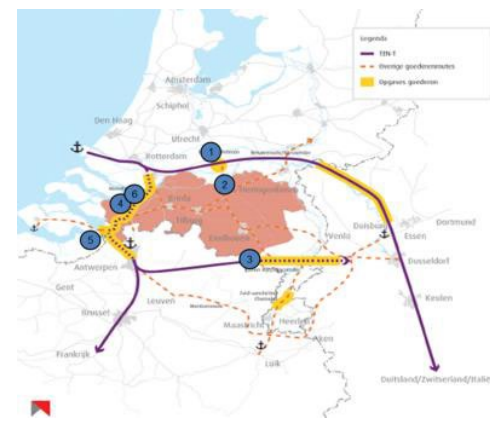 legenda
TEN-T
Overige goederenroutes
Opgaves goederen
Amsterdam
Schiphol
Den Haag
Utrecht
1
Rotterdam
2
6
4
Breda
Tilburg
Eindhoven
5
3
Venlo
Duisburg
Essen
Dortmund
Dusseldorf
Antwerpen
Gent
Keulen
Leuven
Brussel
Maastricht
Heerlen
Aken
Luik
Frankrijk
Duitsland/Zwitserland/Italie